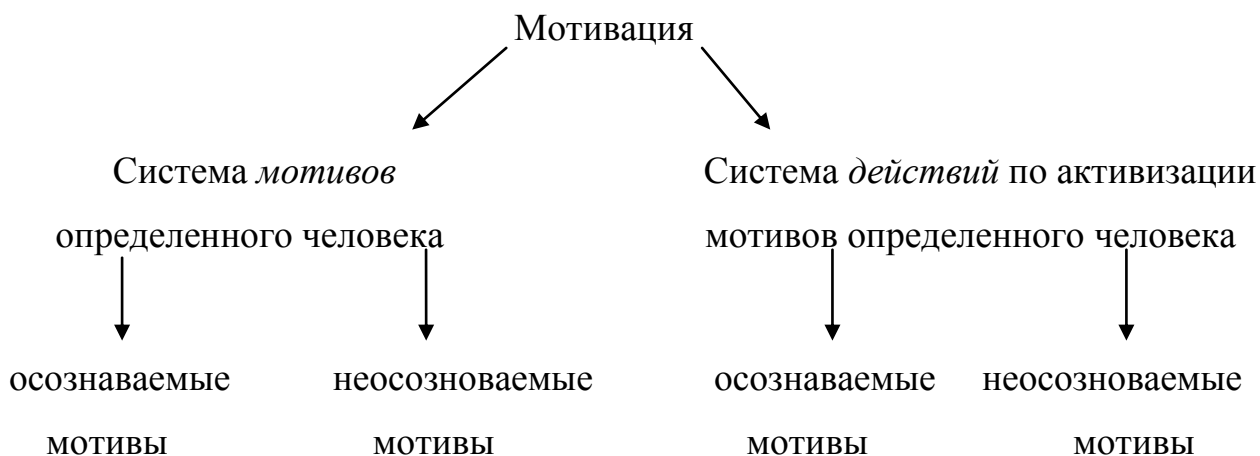 Мотивация
Система мотивов
определенного человека
Система действий по активизации
мотивов определенного человека
осознаваемые
мотивы
неосозноваемые
мотивы
осознаваемые
мотивы
неосозноваемые
мотивы